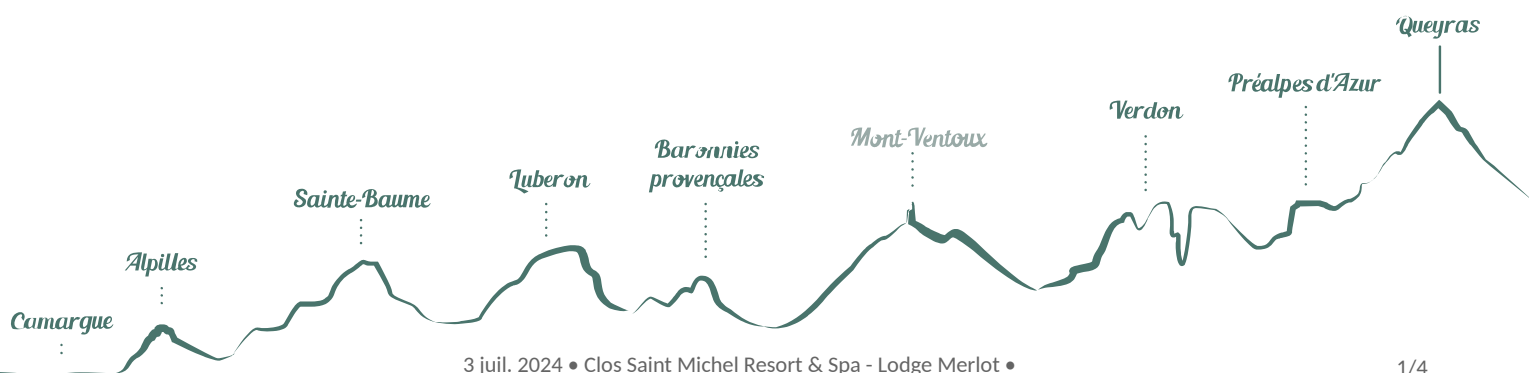 Queyras
Préalpes d'Azur
Verdon
Mont-Ventoux
Baronnies
provençales
Luberon
Sainte-Baume
Alpilles
Camargue
3 juil. 2024 • Clos Saint Michel Resort & Spa - Lodge Merlot •
1/4